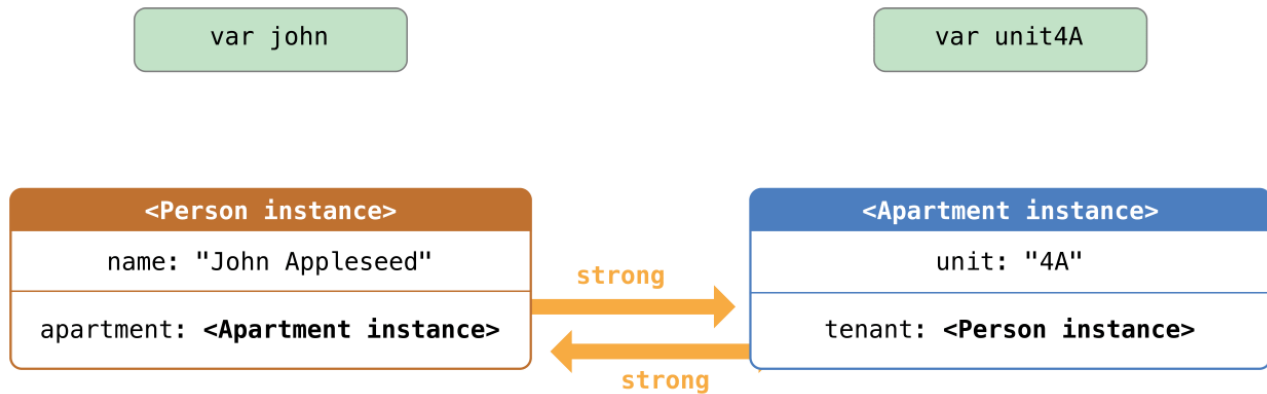 var john
var unit4A
<Person instance>
<Apartment instance>
name: "John Appleseed"
unit: "4A"
strong
apartment: <Apartment instance>
tenant: <Person instance>
strong